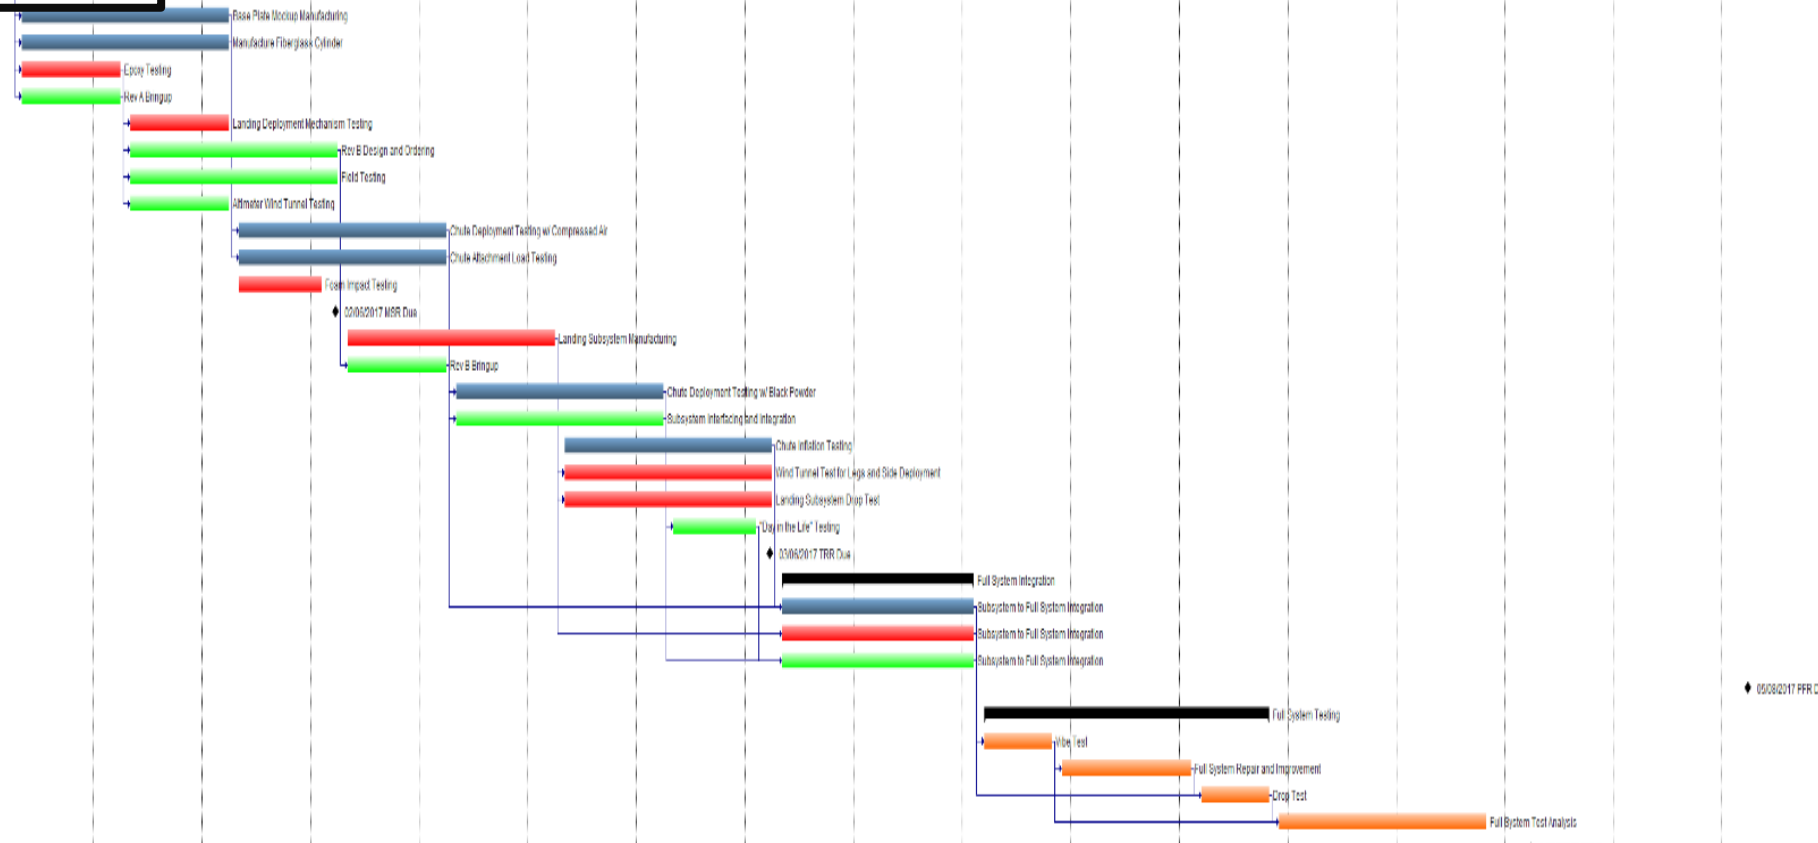 Base Plate Mockup Manufacturing
Manufacture Fiberglass Cylinder
Epoxy Testing
Rev A Bringup
Landing Deployment Mechanism Testing
Rev B Design and Ordering
Field Testing
Altimeter Wind Tunnel Testing
Chute Deployment Testing w/ Compressed Air
Chute Attachment Load Testing
Foam Impact Testing
02/06/2017 MSR Due
Landing Subsystem Manufacturing
Rev B Bringup
Chute Deployment Testing w/ Black Powder
Subsystem Interfacing and Integration
Chute Inflation Testing
Wind Tunnel Test for Legs and Side Deployment
Landing Subsystem Drop Test
"Day in the Life" Testing
03/06/2017 TRR Due
Full System Integration
Subsystem to Full System Integration
Subsystem to Full System Integration
Subsystem to Full System Integration
05/08/2017 PFR
Full System Testing
Vibe Test
Full System Repair and Improvement
Drop Test
Full System Test Analysis